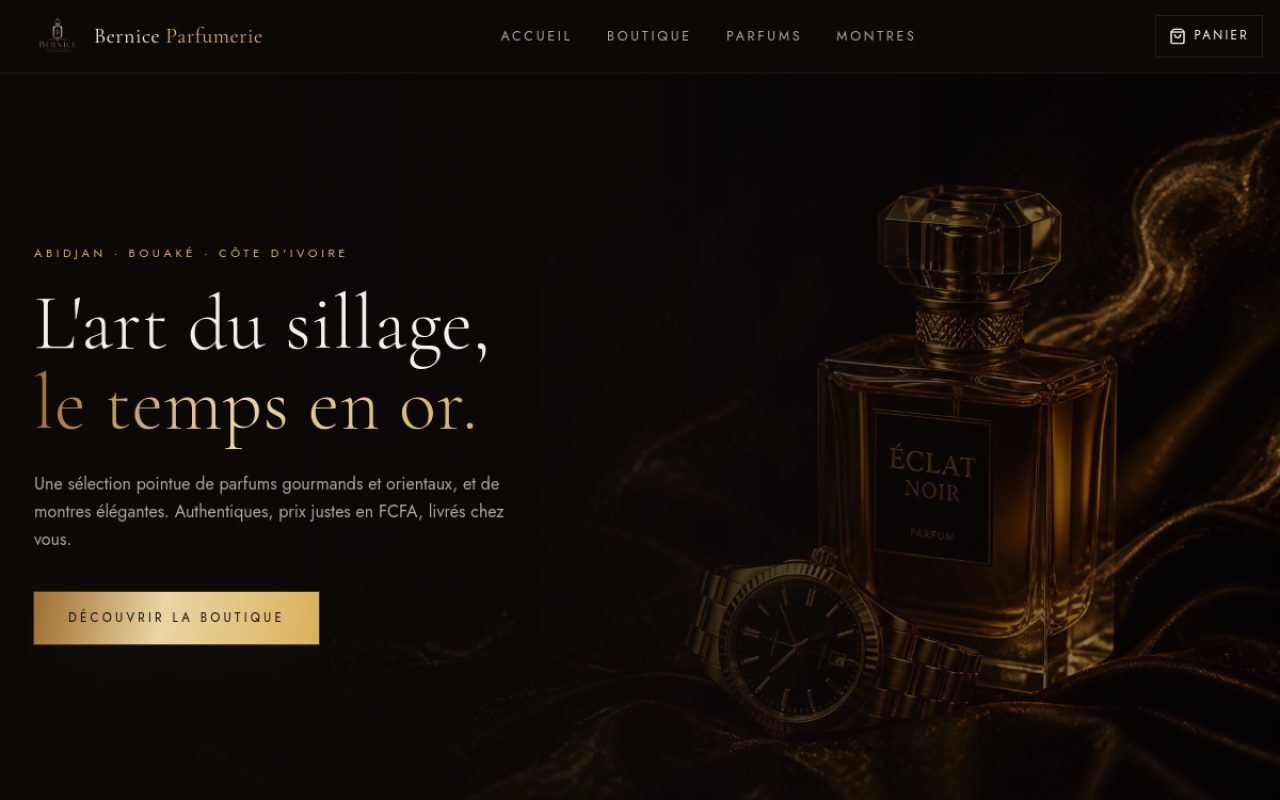 BERNICE
Bernice Parfumerie
ACCUEIL
BOUTIQUE
PARFUMS
MONTRES
PANIER
ABIDJAN · BOUAKÉ · CÔTE D'IVOIRE
L'art du sillage,
le temps en or.
Une sélection pointue de parfums gourmands et orientaux, et de
montres élégantes. Authentiques, prix justes en FCFA, livrés chez
vous.
DÉCOUVRIR LA BOUTIQUE
ÉCLAT
NOIR
PARFUM